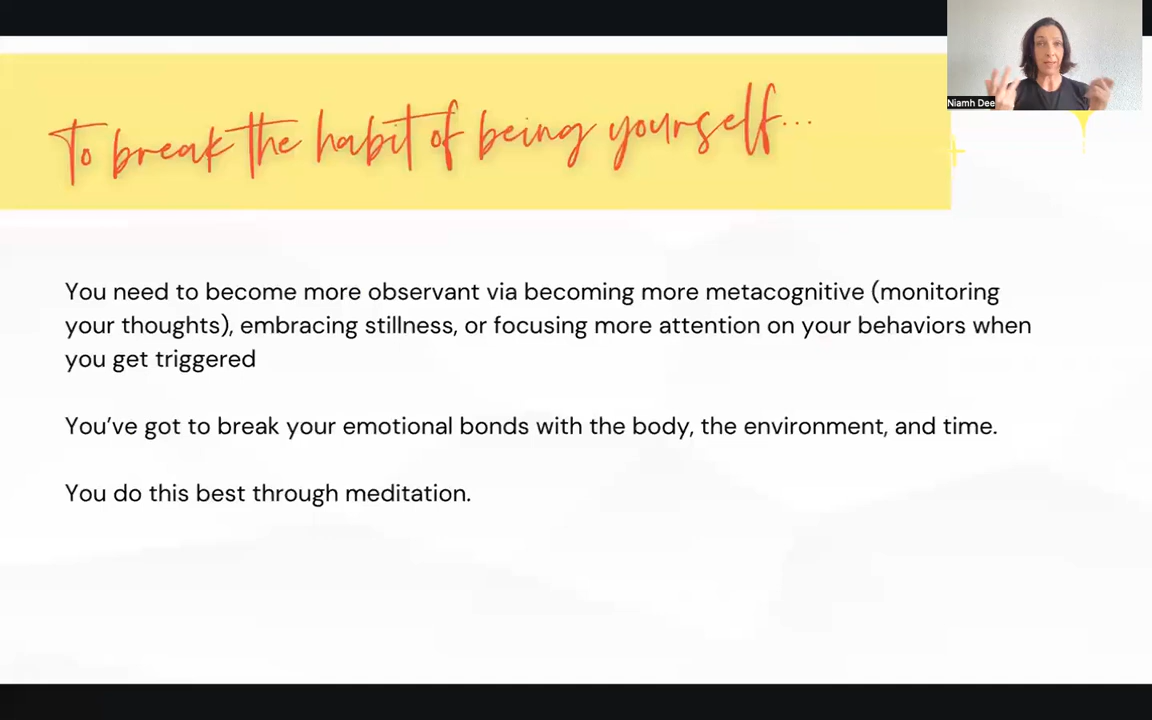 To break the habit of being yourself...
Niamh Dee
You need to become more observant via becoming more metacognitive (monitoring
your thoughts), embracing stillness, or focusing more attention on your behaviors when
you get triggered
You've got to break your emotional bonds with the body, the environment, and time.
You do this best through meditation.